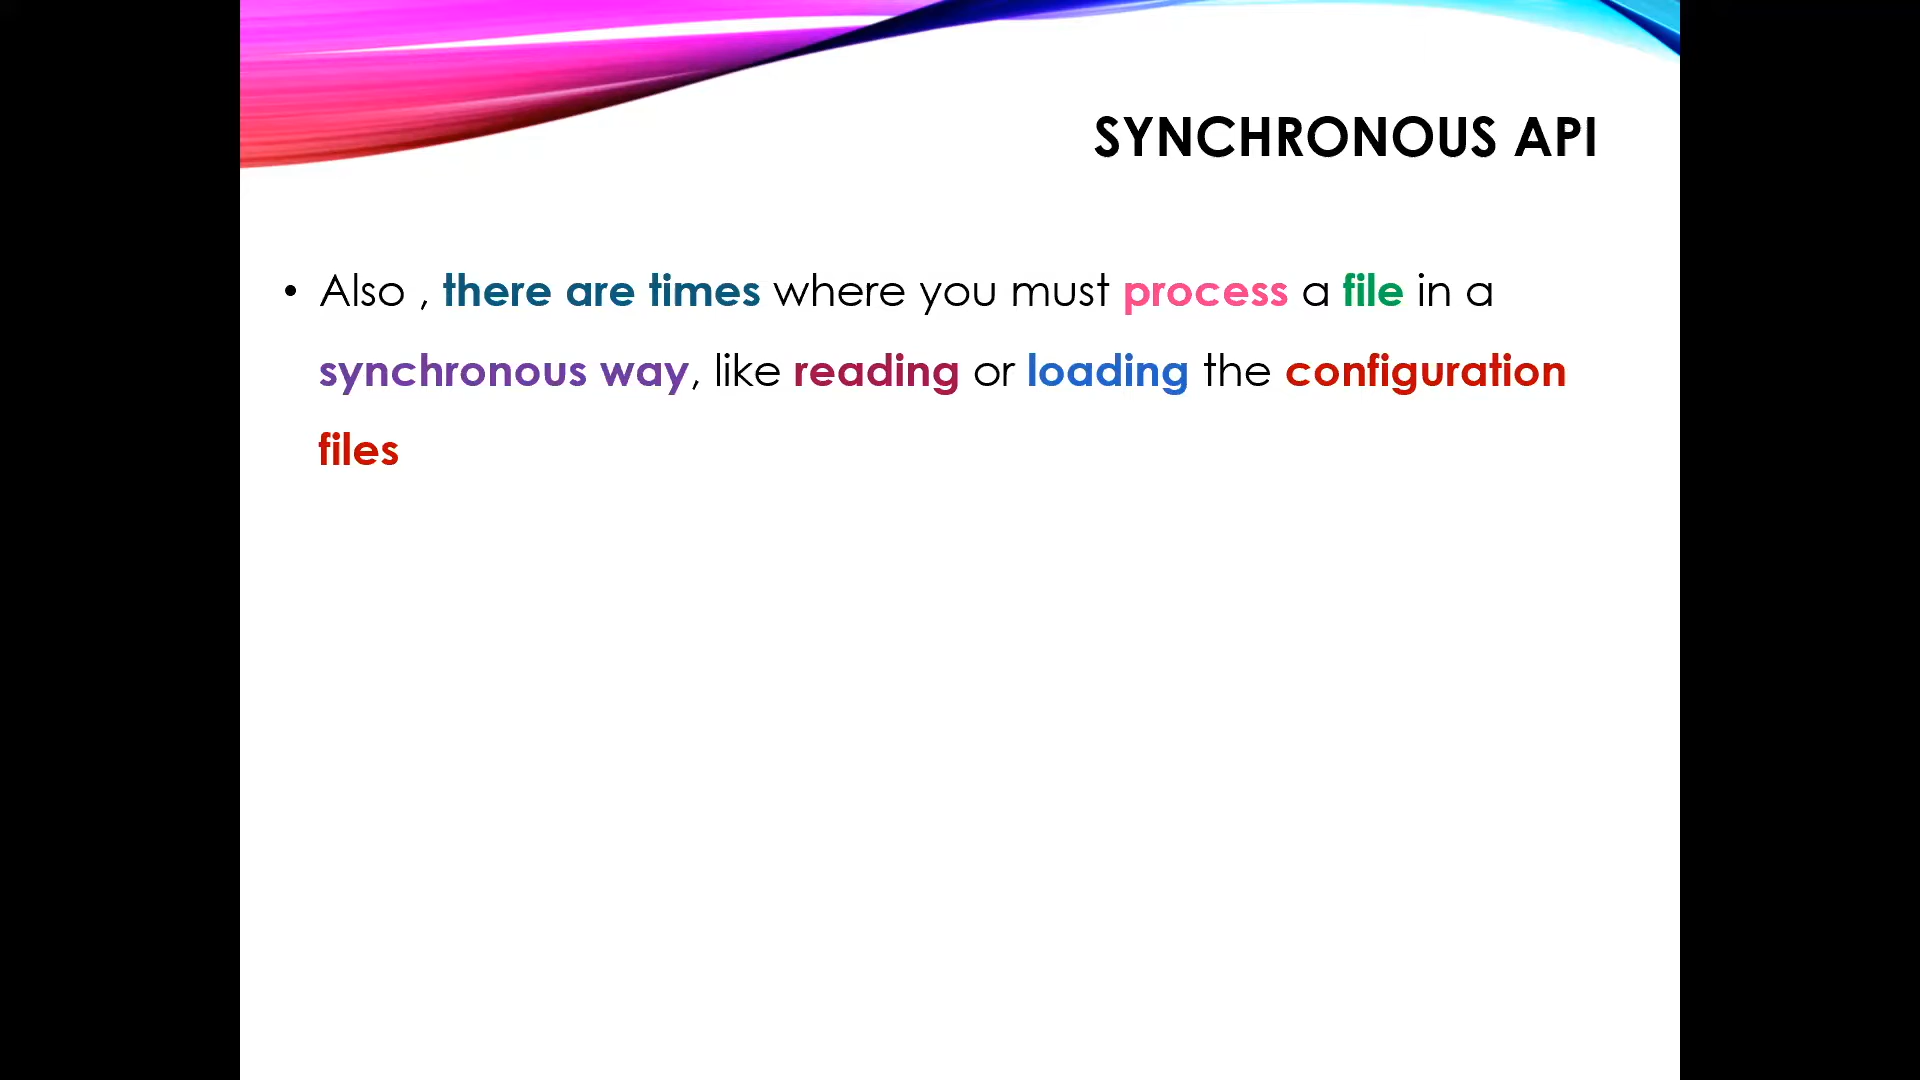 SYNCHRONOUS API
• Also , there are times where you must process a file in a
synchronous way, like reading or loading the configuration
files